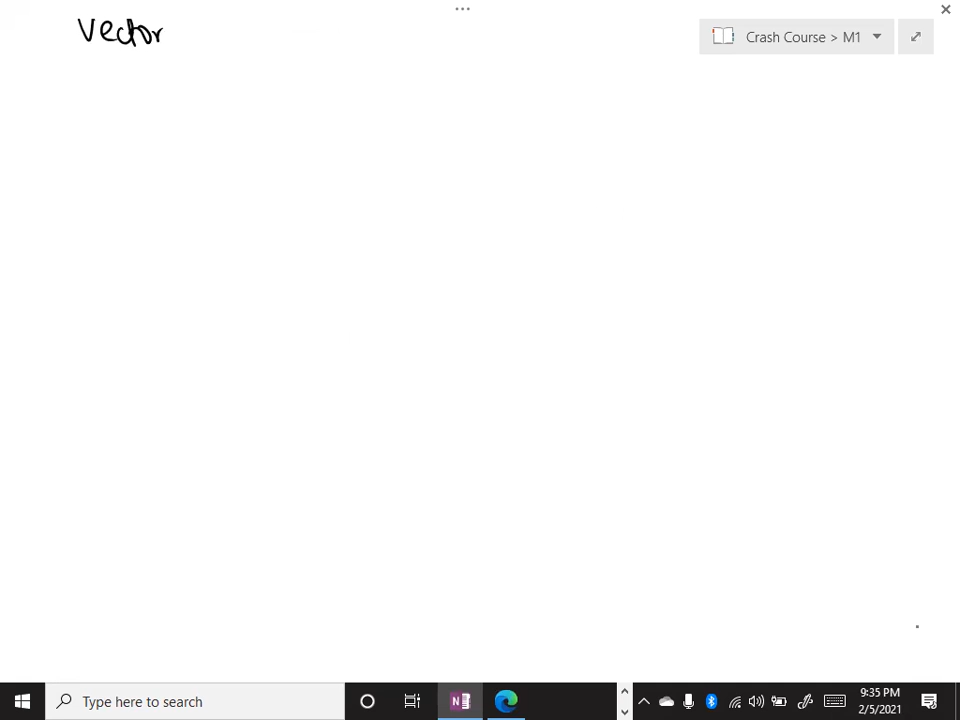 Vector
Crash Course > M1
Type here to search
9:35 PM
2/5/2021